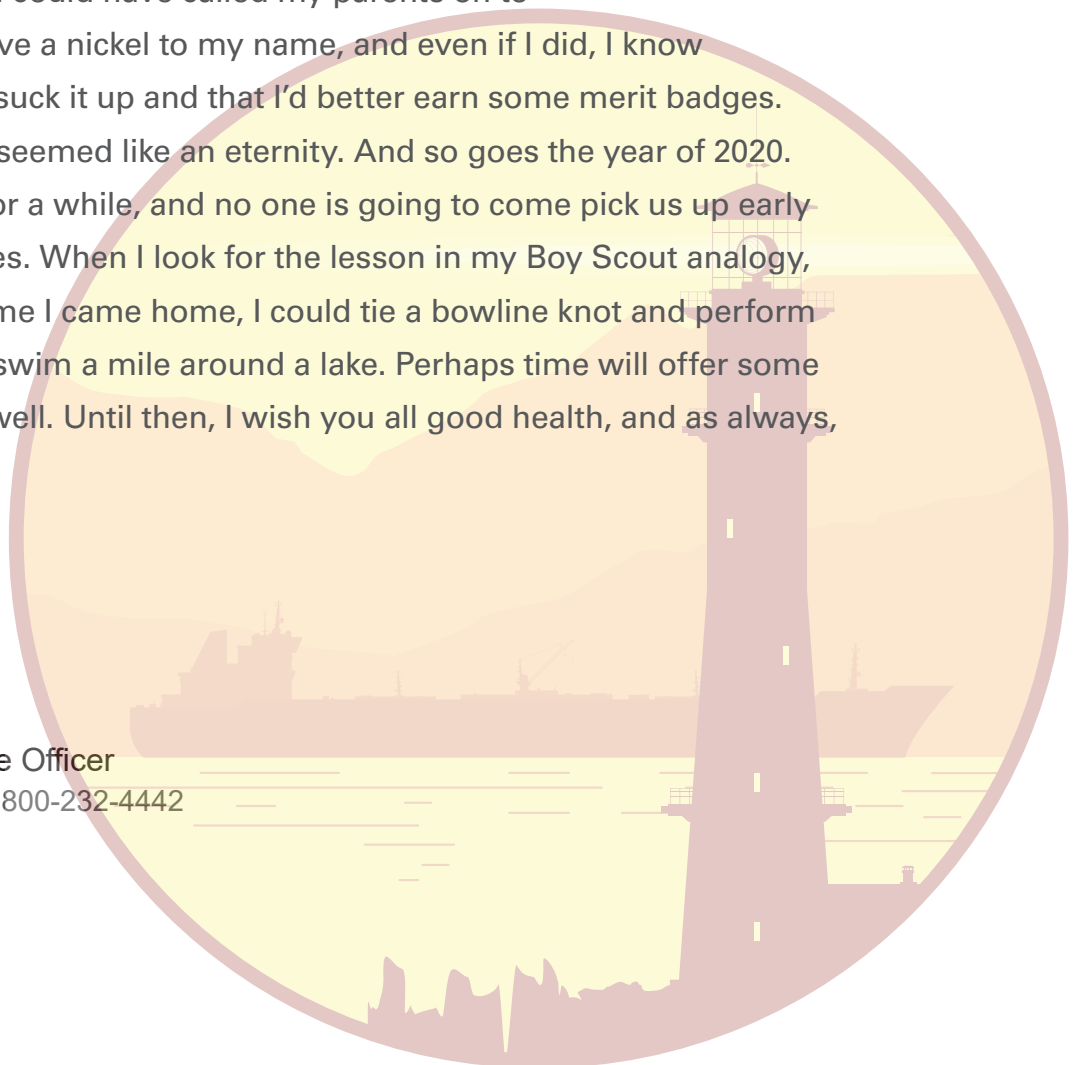 could have called my parents on to
ve a nickel to my name, and even if I did, I know
suck it up and that I’d better earn some merit badges.
seemed like an eternity. And so goes the year of 2020.
or a while, and no one is going to come pick us up early
es. When I look for the lesson in my Boy Scout analogy,
me I came home, I could tie a bowline knot and perform
swim a mile around a lake. Perhaps time will offer some
well. Until then, I wish you all good health, and as always,
e Officer
800-232-4442